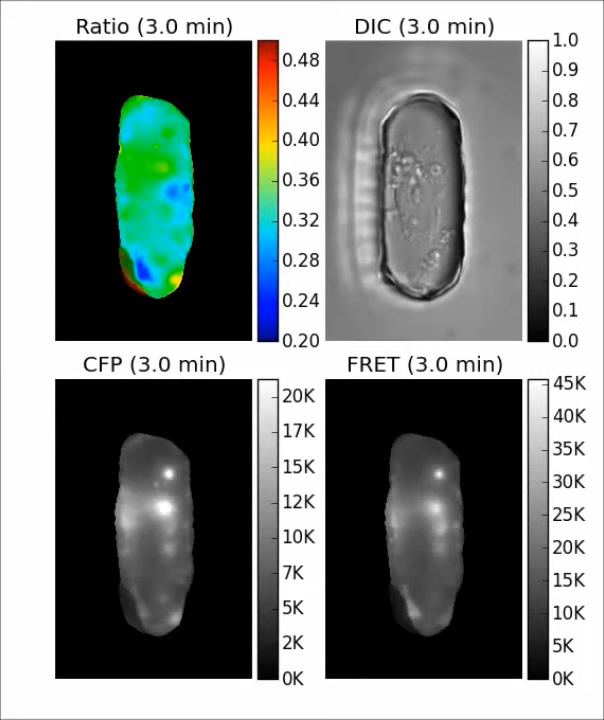 Ratio (3.0 min)
0.48
0.44
0.40
0.36
0.32
0.28
0.24
0.20
DIC (3.0 min)
1.0
0.9
0.8
0.7
0.6
0.5
0.4
0.3
0.2
0.1
0.0
CFP (3.0 min)
20K
17K
15K
12K
10K
7K
5K
2K
0K
FRET (3.0 min)
45K
40K
35K
30K
25K
20K
15K
10K
5K
0K